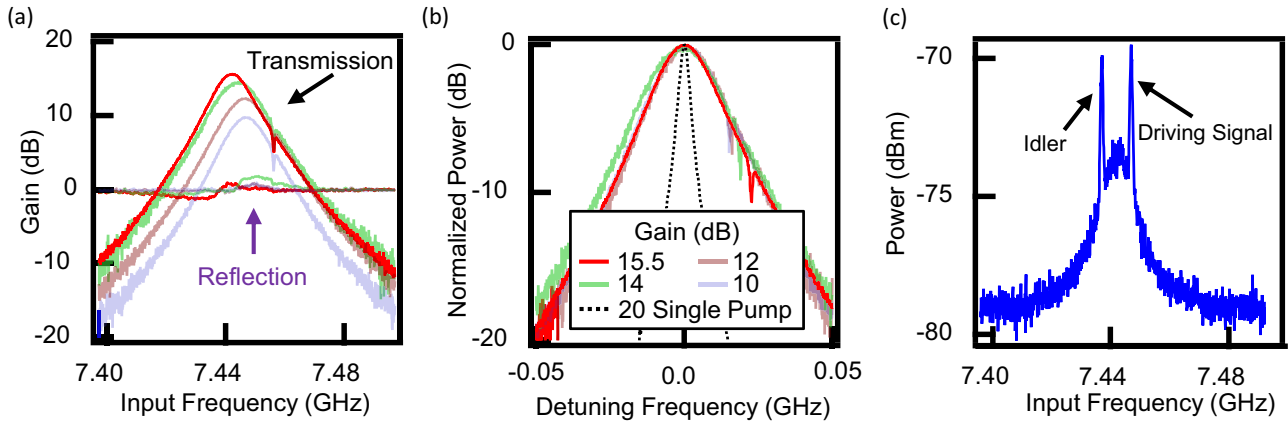 (a)
20
10
0
-10
-20
Gain (dB)
Transmission
Reflection
7.40
7.44
7.48
Input Frequency (GHz)
(b)
0
-10
-20
Normalized Power (dB)
Gain (dB)
15.5
12
14
10
20 Single Pump
-0.05
0.0
0.05
Detuning Frequency (GHz)
(c)
-70
-75
-80
Power (dBm)
Idler
Driving Signal
7.40
7.44
7.48
Input Frequency (GHz)